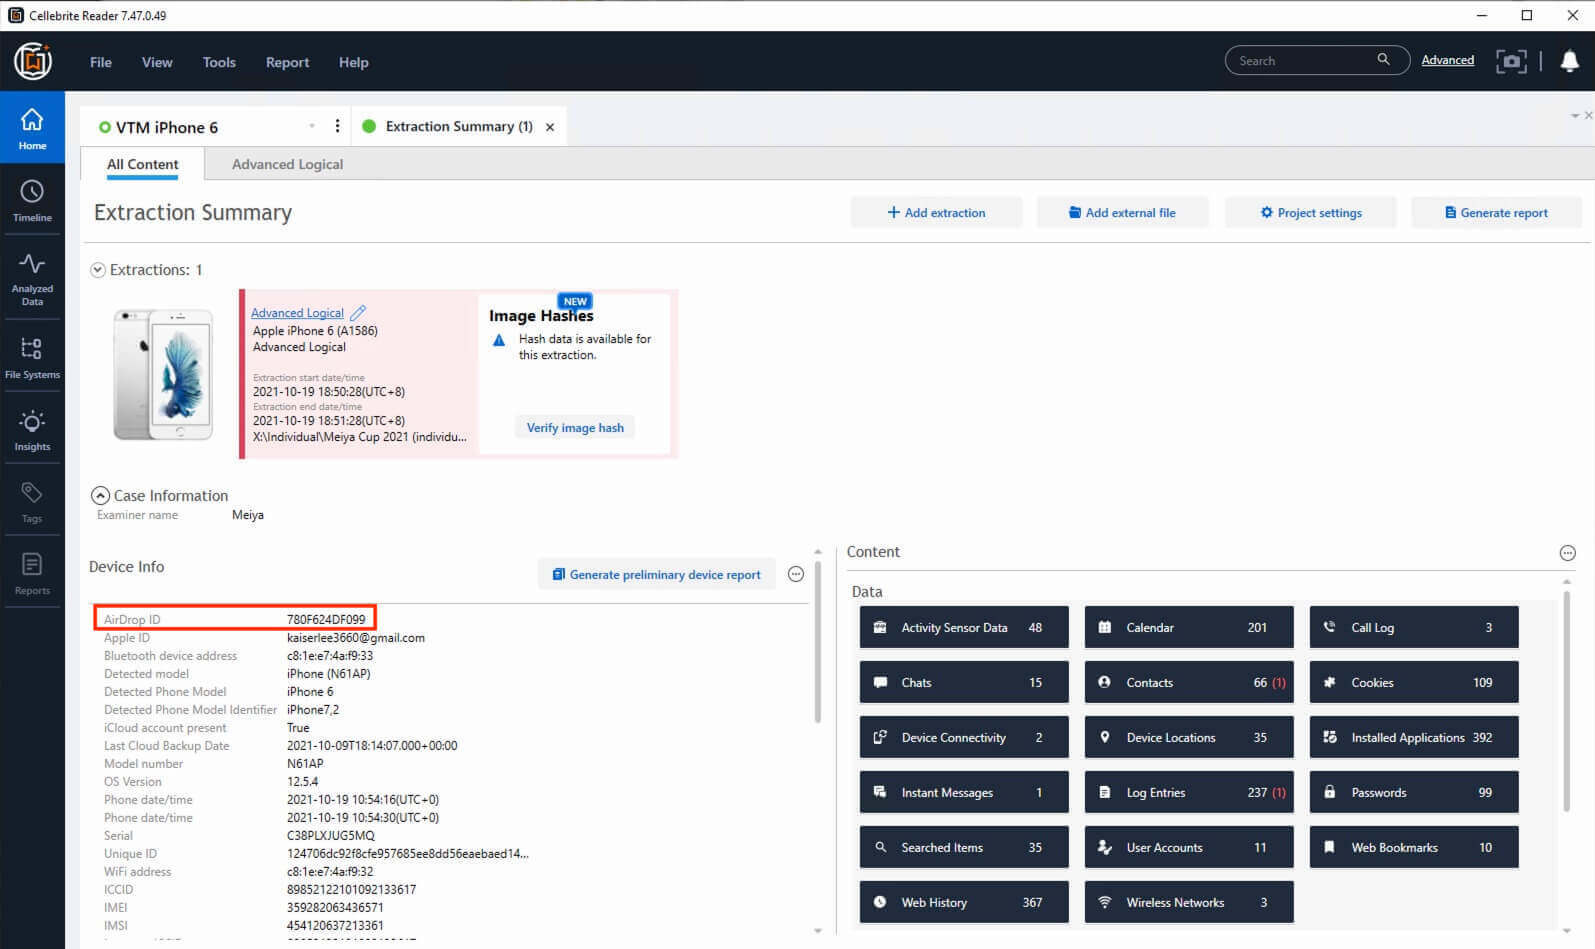 Cellebrite Reader 7.47.0.49
File View Tools Report Help
Search
Advanced
Home
Timeline
Analyzed
Data
File Systems
Insights
Tags
Reports
VTM iPhone 6
Extraction Summary (1)
All Content
Advanced Logical
Extraction Summary
Add extraction
Add external file
Project settings
Generate report
Extractions: 1
Advanced Logical
Apple iPhone 6 (A1586)
Advanced Logical
Extraction start date/time
2021-10-19 18:50:28(UTC+8)
Extraction end date/time
2021-10-19 18:51:28(UTC+8)
X:\Individual\Meiya Cup 2021 (individu...
NEW
Image Hashes
Hash data is available for
this extraction.
Verify image hash
Case Information
Examiner name Meiya
Device Info
Generate preliminary device report
AirDrop ID 780F624DF099
Apple ID kaiserlee3660@gmail.com
Bluetooth device address c8:1e:e7:4a:f9:33
Detected model iPhone (N61AP)
Detected Phone Model iPhone 6
Detected Phone Model Identifier iPhone7,2
iCloud account present True
Last Cloud Backup Date 2021-10-09T18:14:07.000+00:00
Model number N61AP
OS Version 12.5.4
Phone date/time 2021-10-19 10:54:16(UTC+0)
Phone date/time 2021-10-19 10:54:30(UTC+0)
Serial C38PLXJUG5MQ
Unique ID 124706dc92f8cfe957685ee8dd56eaebaed14...
WiFi address c8:1e:e7:4a:f9:32
ICCID 89852122101092133617
IMEI 359282063436571
IMSI 454120637213361
Content
Data
Activity Sensor Data 48
Calendar 201
Call Log 3
Chats 15
Contacts 66 (1)
Cookies 109
Device Connectivity 2
Device Locations 35
Installed Applications 392
Instant Messages 1
Log Entries 237 (1)
Passwords 99
Searched Items 35
User Accounts 11
Web Bookmarks 10
Web History 367
Wireless Networks 3